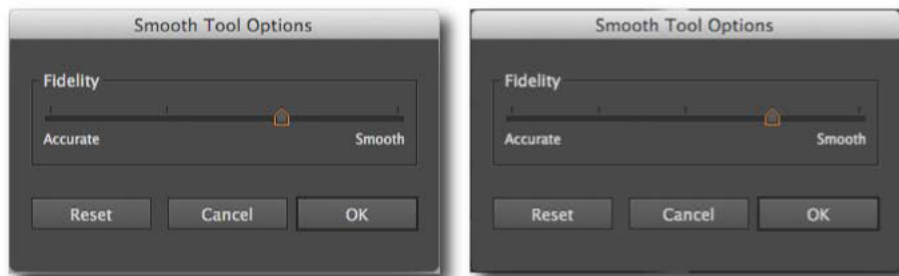 Smooth Tool Options
Fidelity
Accurate Smooth
Reset Cancel OK
Smooth Tool Options
Fidelity
Accurate Smooth
Reset Cancel OK